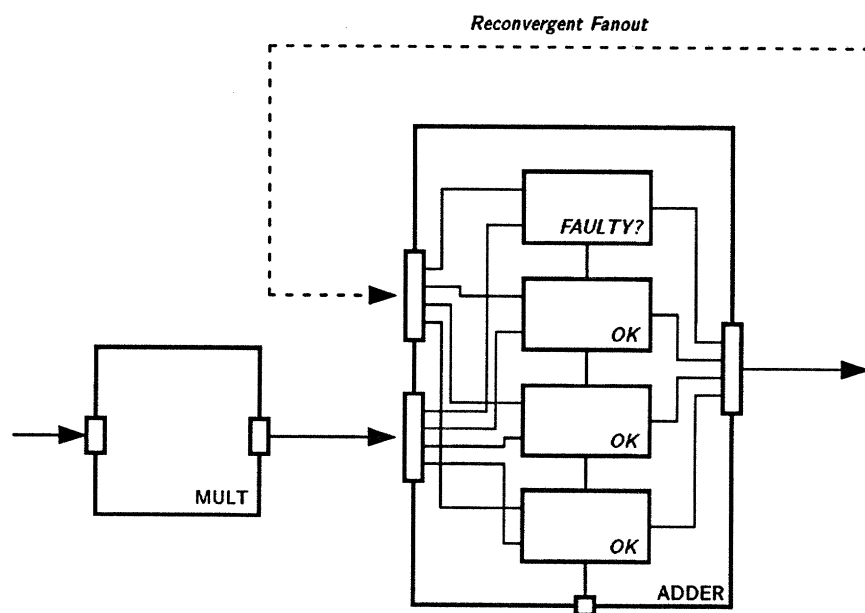 Reconvergent Fanout
FAULTY?
OK
OK
MULT
OK
ADDER